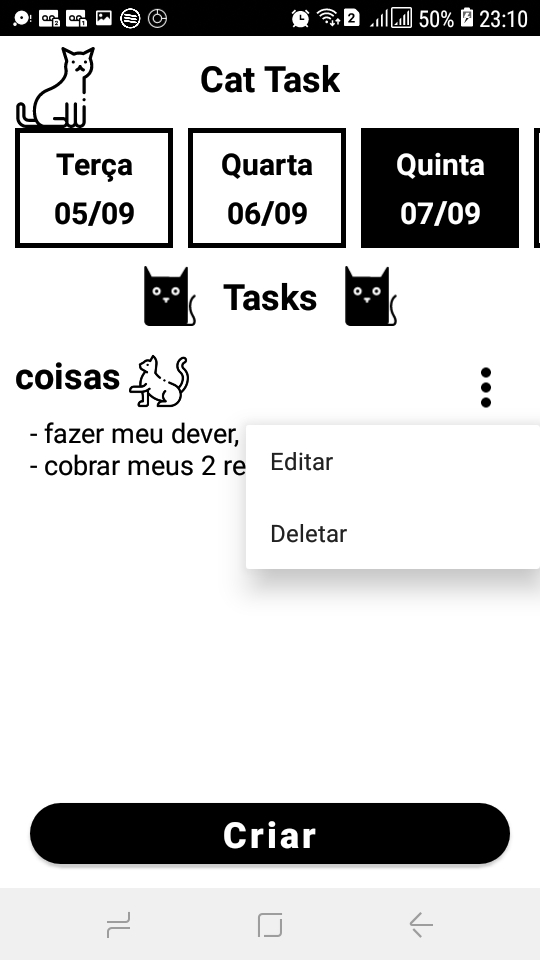 2 50% 23:10
Cat Task
Terça
05/09
Quarta
06/09
Quinta
07/09
Tasks
coisas
- fazer meu dever,
- cobrar meus 2 re
Editar
Deletar
Criar